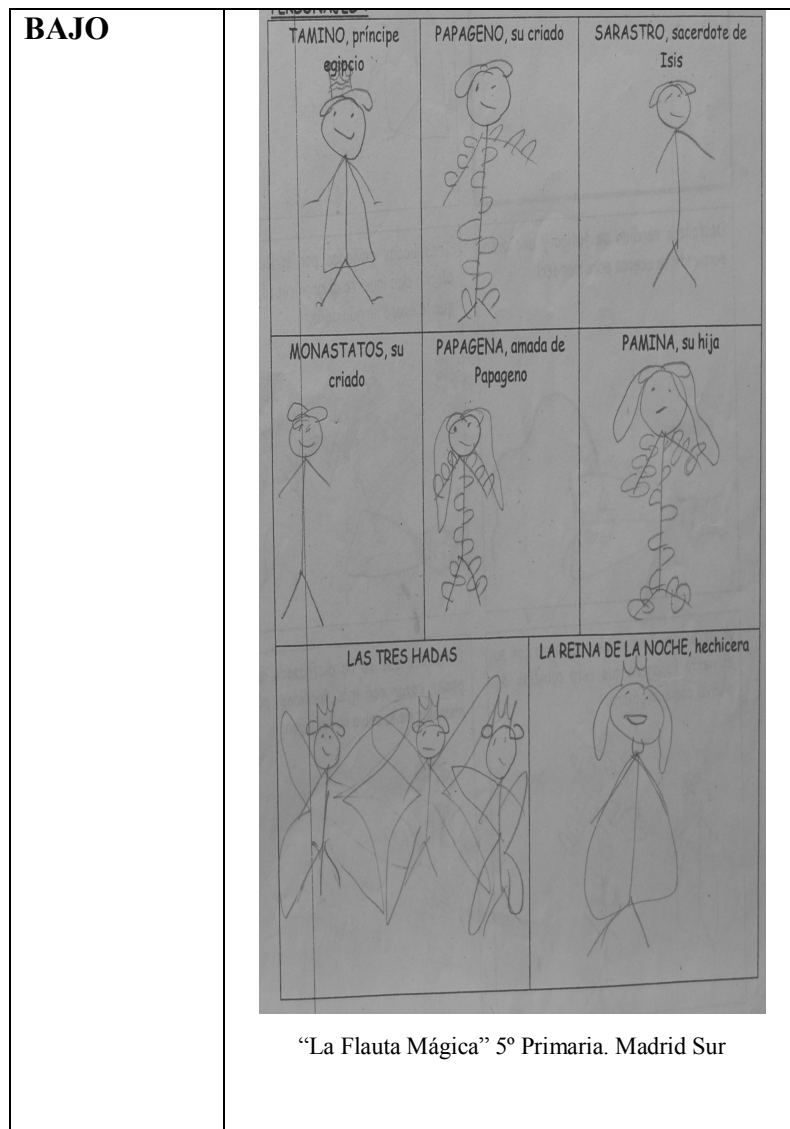 BAJO
PERSONAJES
TAMINO, príncipe
egipcio
PAPAGENO, su criado
SARASTRO, sacerdote de
Isis
MONASTATOS, su
criado
PAPAGENA, amada de
Papageno
PAMINA, su hija
LAS TRES HADAS
LA REINA DE LA NOCHE, hechicera
“La Flauta Mágica” 5º Primaria. Madrid Sur